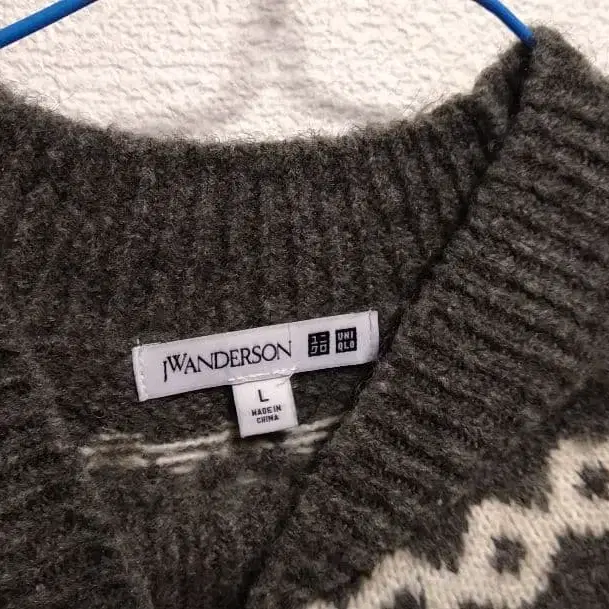 JWANDERSON
ユニ
クロ
UNI
QLO
L
MADE IN
CHINA